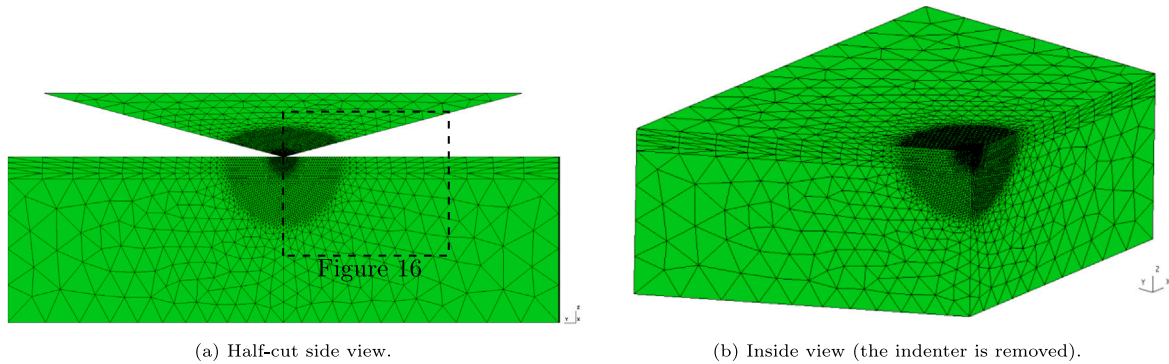 Figure 16
Z
Y X
Z
Y X
(a) Half-cut side view.
(b) Inside view (the indenter is removed).